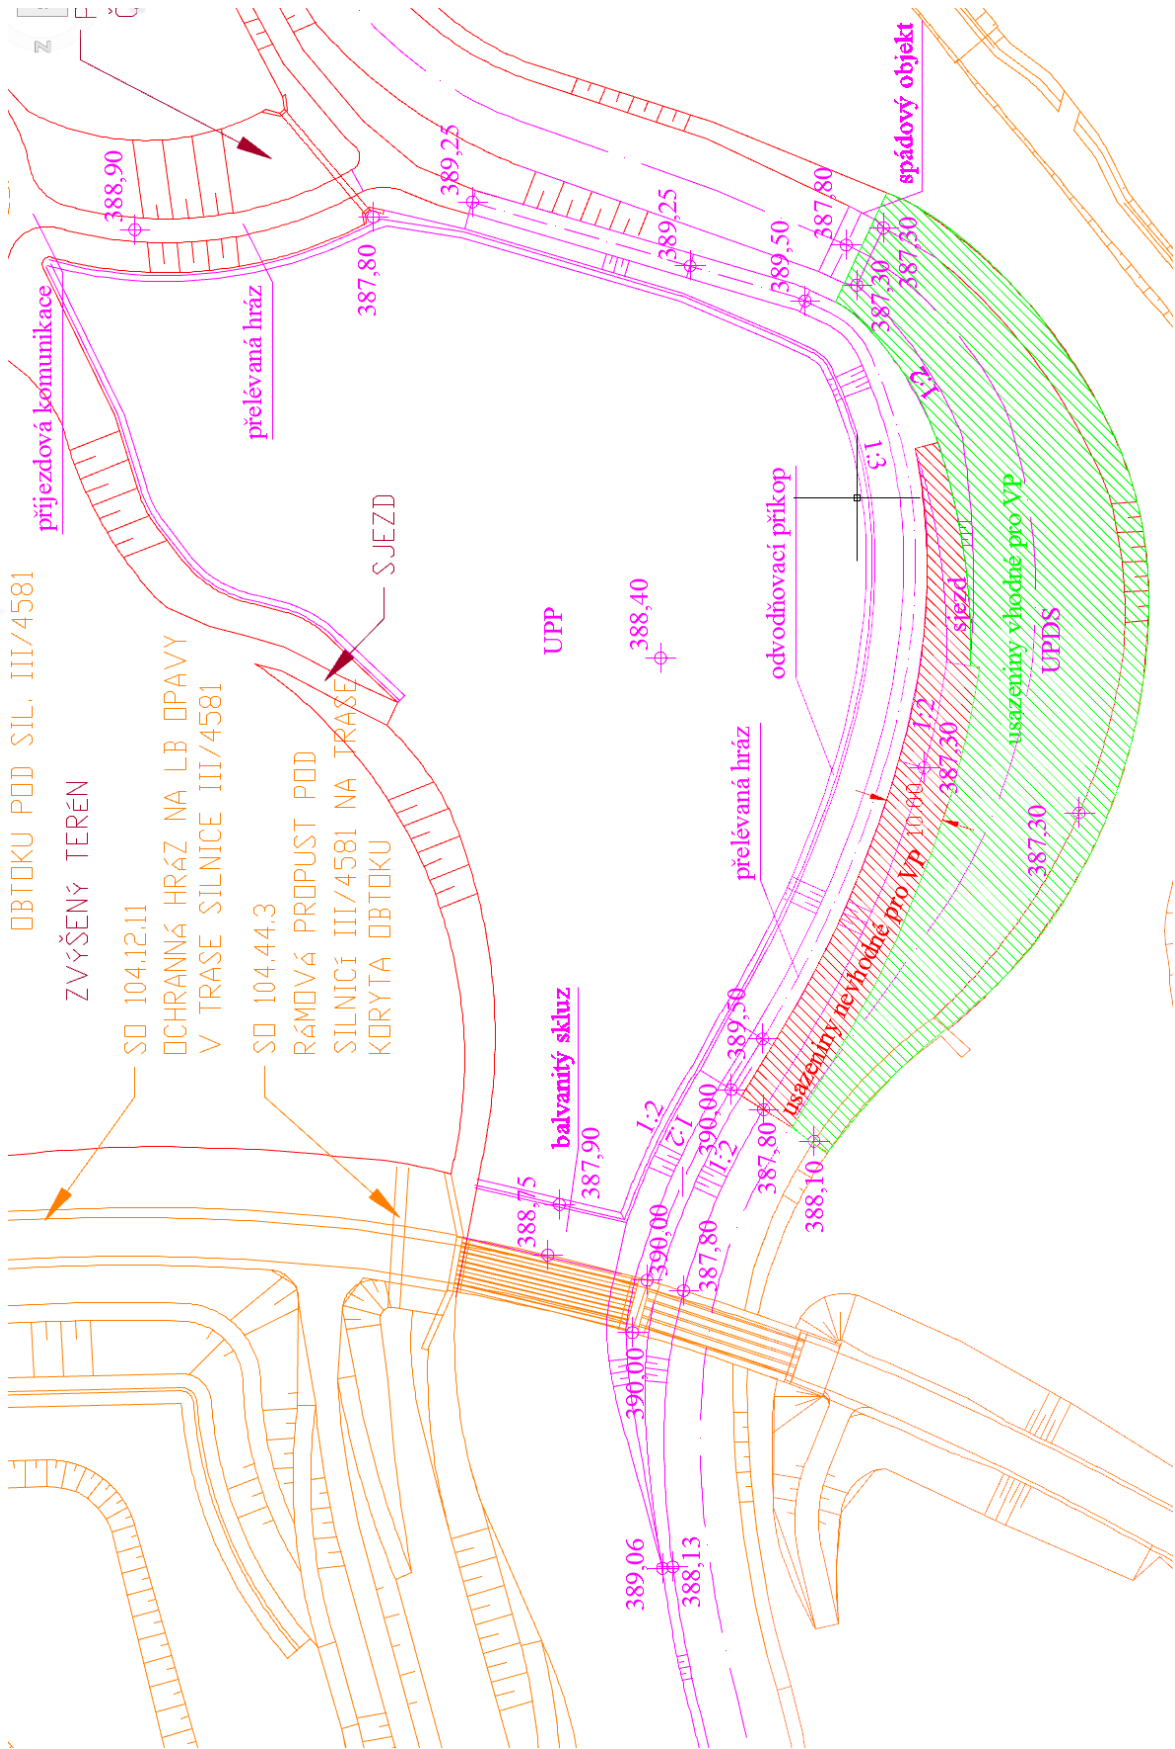 OBTOKU POD SIL. III/4581
ZVÝŠENÝ TERÉN
SO 104.12.11
OCHRANNÁ HRÁZ NA LB OPAVY
V TRASE SILNICE III/4581
SO 104.44.3
RÁMOVÁ PROPUST POD
SILNICÍ III/4581 NA TRASE
KORYTA OBTOKU
SJEZD
příjezdová komunikace
přelévaná hráz
388,90
387,80
389,25
389,25
389,50
387,80
spádový objekt
387,30
387,30
1:2
1:3
odvodňovací příkop
UPP
388,40
sjezd
usazeniny vhodné pro VP
UPDS
1:2
387,30
387,30
přelévaná hráz
usazeniny nevhodné pro VP
10.00
balvanitý skluz
387,90
388,75
1:2
1:2
1:2
389,50
390,00
387,80
388,10
390,00
387,80
390,00
389,06
388,13
Z